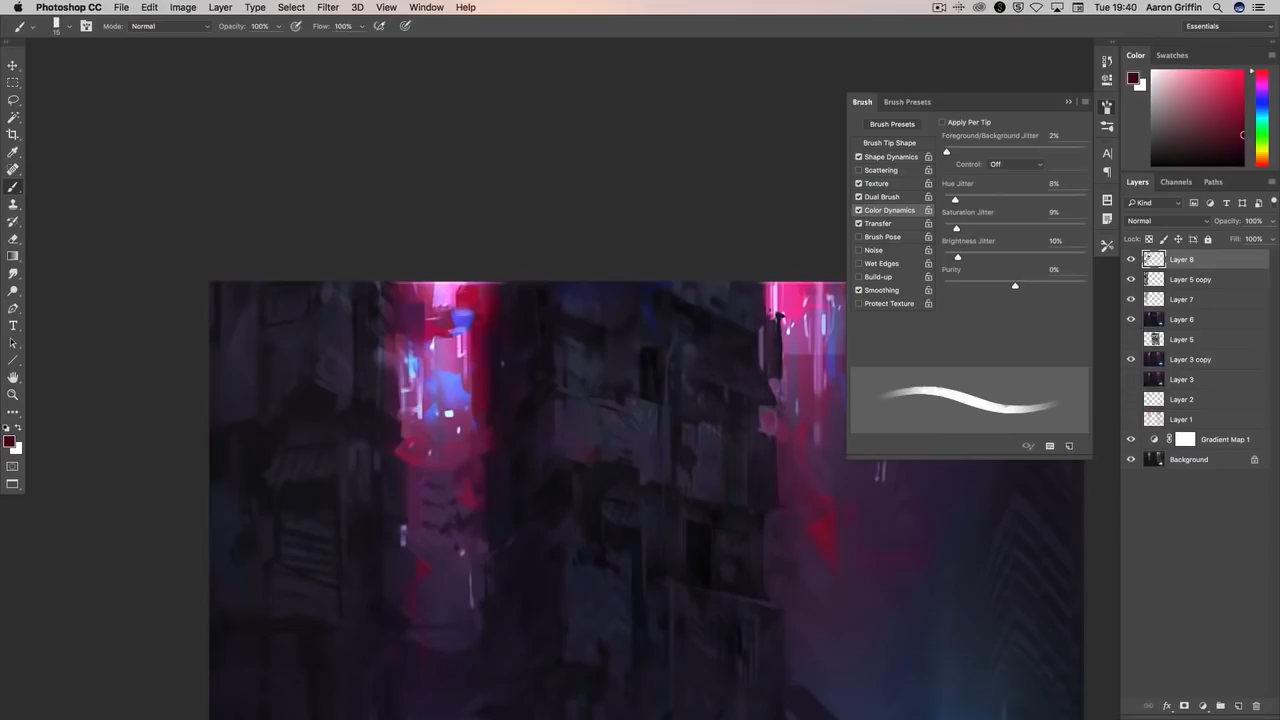 Photoshop CC File Edit Image Layer Type Select Filter 3D View Window Help Tue 19:40 Aaron Griffin
15 Mode: Normal Opacity: 100% Flow: 100% Essentials
Color Swatches
Brush Brush Presets
Brush Presets
Apply Per Tip
Foreground/Background Jitter 2%
Brush Tip Shape
Shape Dynamics
Scattering
Control: Off
Texture
Hue Jitter 8%
Dual Brush
Color Dynamics
Saturation Jitter 9%
Transfer
Brush Pose
Brightness Jitter 10%
Noise
Wet Edges
Purity 0%
Build-up
Smoothing
Protect Texture
Layers Channels Paths
Kind
Normal Opacity: 100%
Lock: Fill: 100%
Layer 8
Layer 5 copy
Layer 7
Layer 6
Layer 5
Layer 3 copy
Layer 3
Layer 2
Layer 1
Gradient Map 1
Background